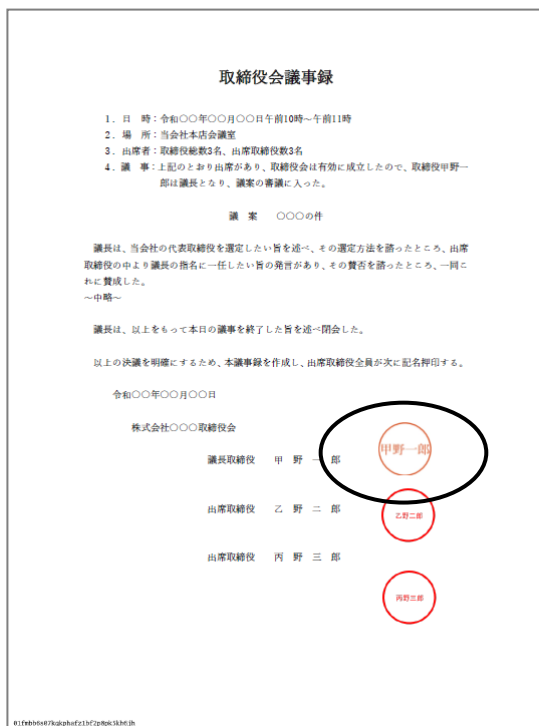 取締役会議事録
1．日　時：令和〇〇年〇〇月〇〇日午前10時～午前11時
2．場　所：当会社本店会議室
3．出席者：取締役総数3名、出席取締役数3名
4．議　事：上記のとおり出席があり、取締役会は有効に成立したので、取締役甲野一
郎は議長となり、議案の審議に入った。
議　案　　〇〇〇の件
議長は、当会社の代表取締役を選定したい旨を述べ、その選定方法を諮ったところ、出席
取締役の中より議長の指名に一任したい旨の発言があり、その賛否を諮ったところ、一同こ
れに賛成した。
～中略～
議長は、以上をもって本日の議事を終了した旨を述べ閉会した。
以上の決議を明確にするため、本議事録を作成し、出席取締役全員が次に記名押印する。
令和〇〇年〇〇月〇〇日
株式会社〇〇〇取締役会
議長取締役　甲　野　一　郎　甲野一郎
出席取締役　乙　野　二　郎　乙野二郎
出席取締役　丙　野　三　郎
丙野三郎